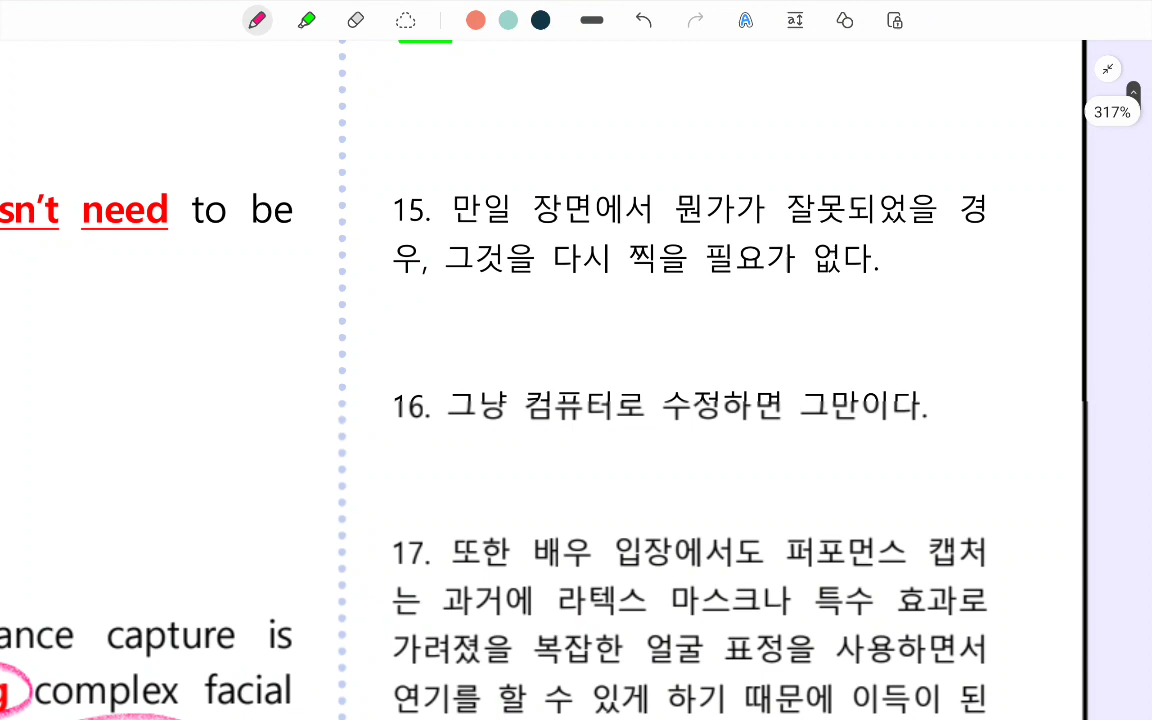 317%
sn't need to be
ance capture is
complex facial
15. 만일 장면에서 뭔가가 잘못되었을 경
우, 그것을 다시 찍을 필요가 없다.
16. 그냥 컴퓨터로 수정하면 그만이다.
17. 또한 배우 입장에서도 퍼포먼스 캡처
는 과거에 라텍스 마스크나 특수 효과로
가려졌을 복잡한 얼굴 표정을 사용하면서
연기를 할 수 있게 하기 때문에 이득이 된